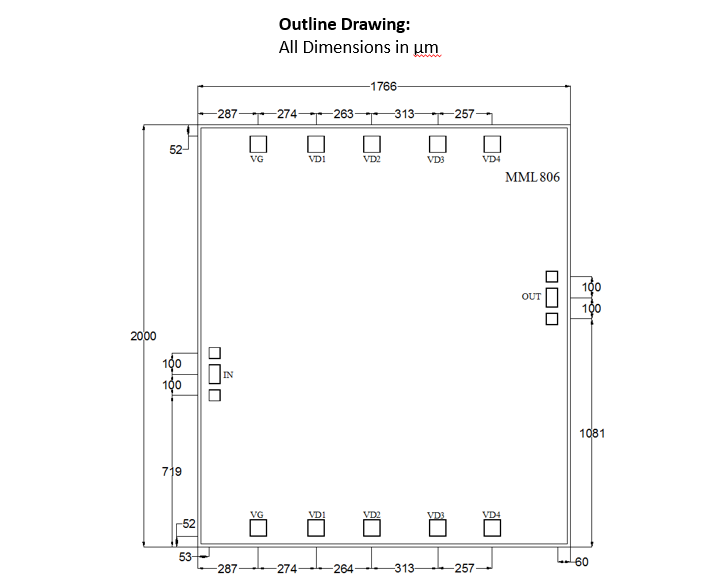 Outline Drawing:
All Dimensions in µm
1766
287 274 263 313 257
52
VG VD1 VD2 VD3 VD4
MML806
100
OUT
100
2000
100
IN
100
1081
719
VG VD1 VD2 VD3 VD4
52
53
60
287 274 264 313 257